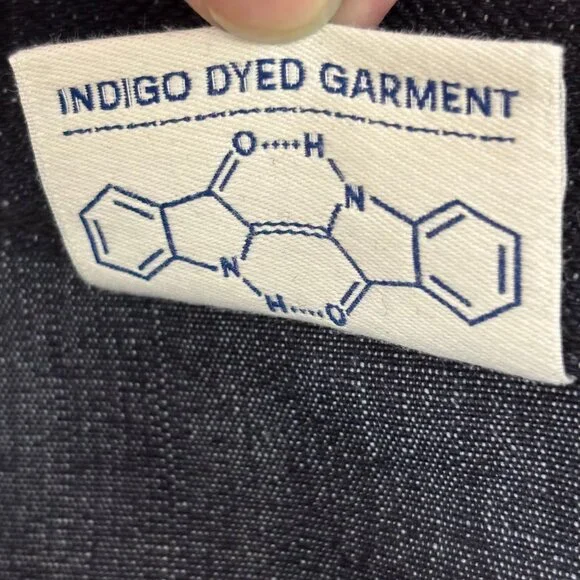 INDIGO DYED GARMENT
O H
N
N
H O